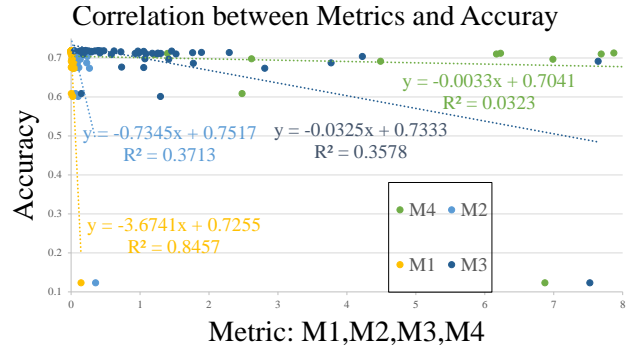 Correlation between Metrics and Accuray
Accuracy
0.7
0.6
0.5
0.4
0.3
0.2
0.1
y = -0.0033x + 0.7041
R² = 0.0323
y = -0.7345x + 0.7517
R² = 0.3713
y = -0.0325x + 0.7333
R² = 0.3578
y = -3.6741x + 0.7255
R² = 0.8457
M4 M2
M1 M3
0 1 2 3 4 5 6 7 8
Metric: M1,M2,M3,M4